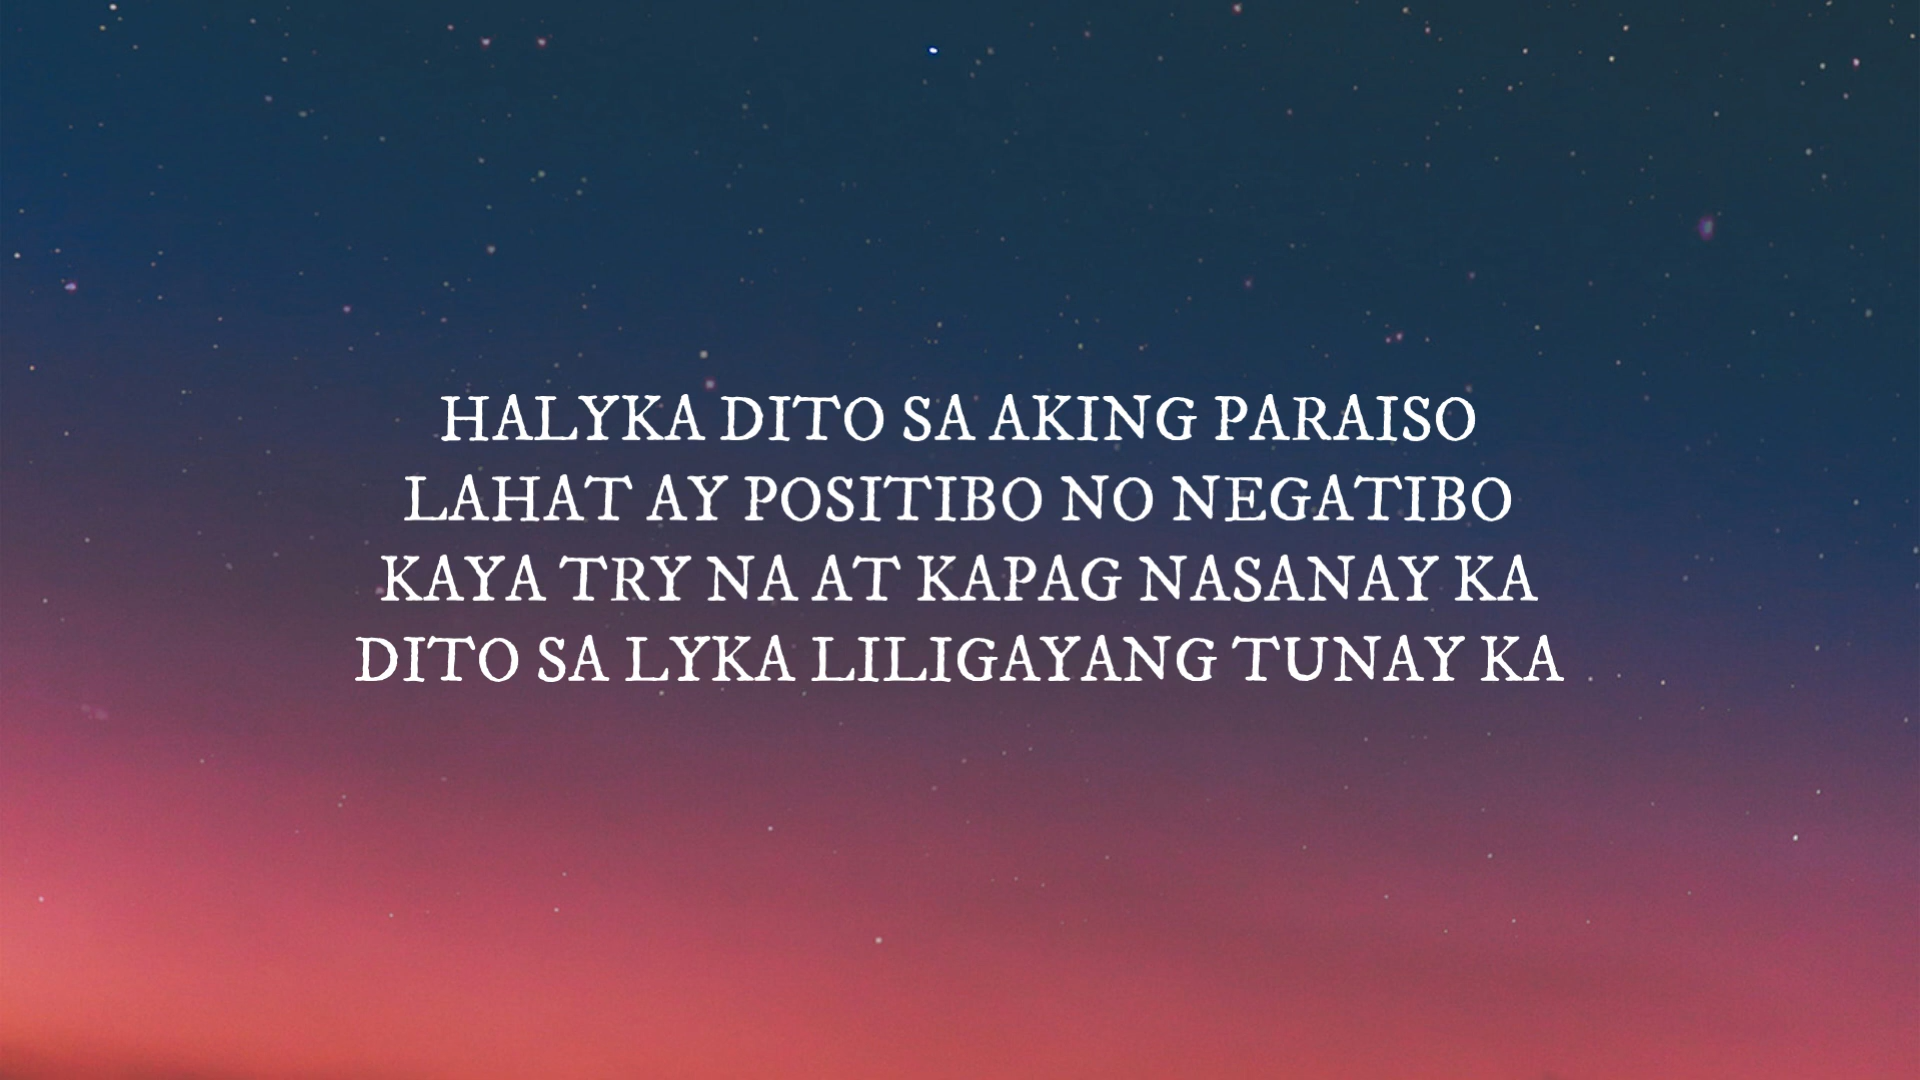 HALYKA DITO SA AKING PARAISO
LAHAT AY POSITIBO NO NEGATIBO
KAYA TRY NA AT KAPAG NASANAY KA
DITO SA LYKA LILIGAYANG TUNAY KA